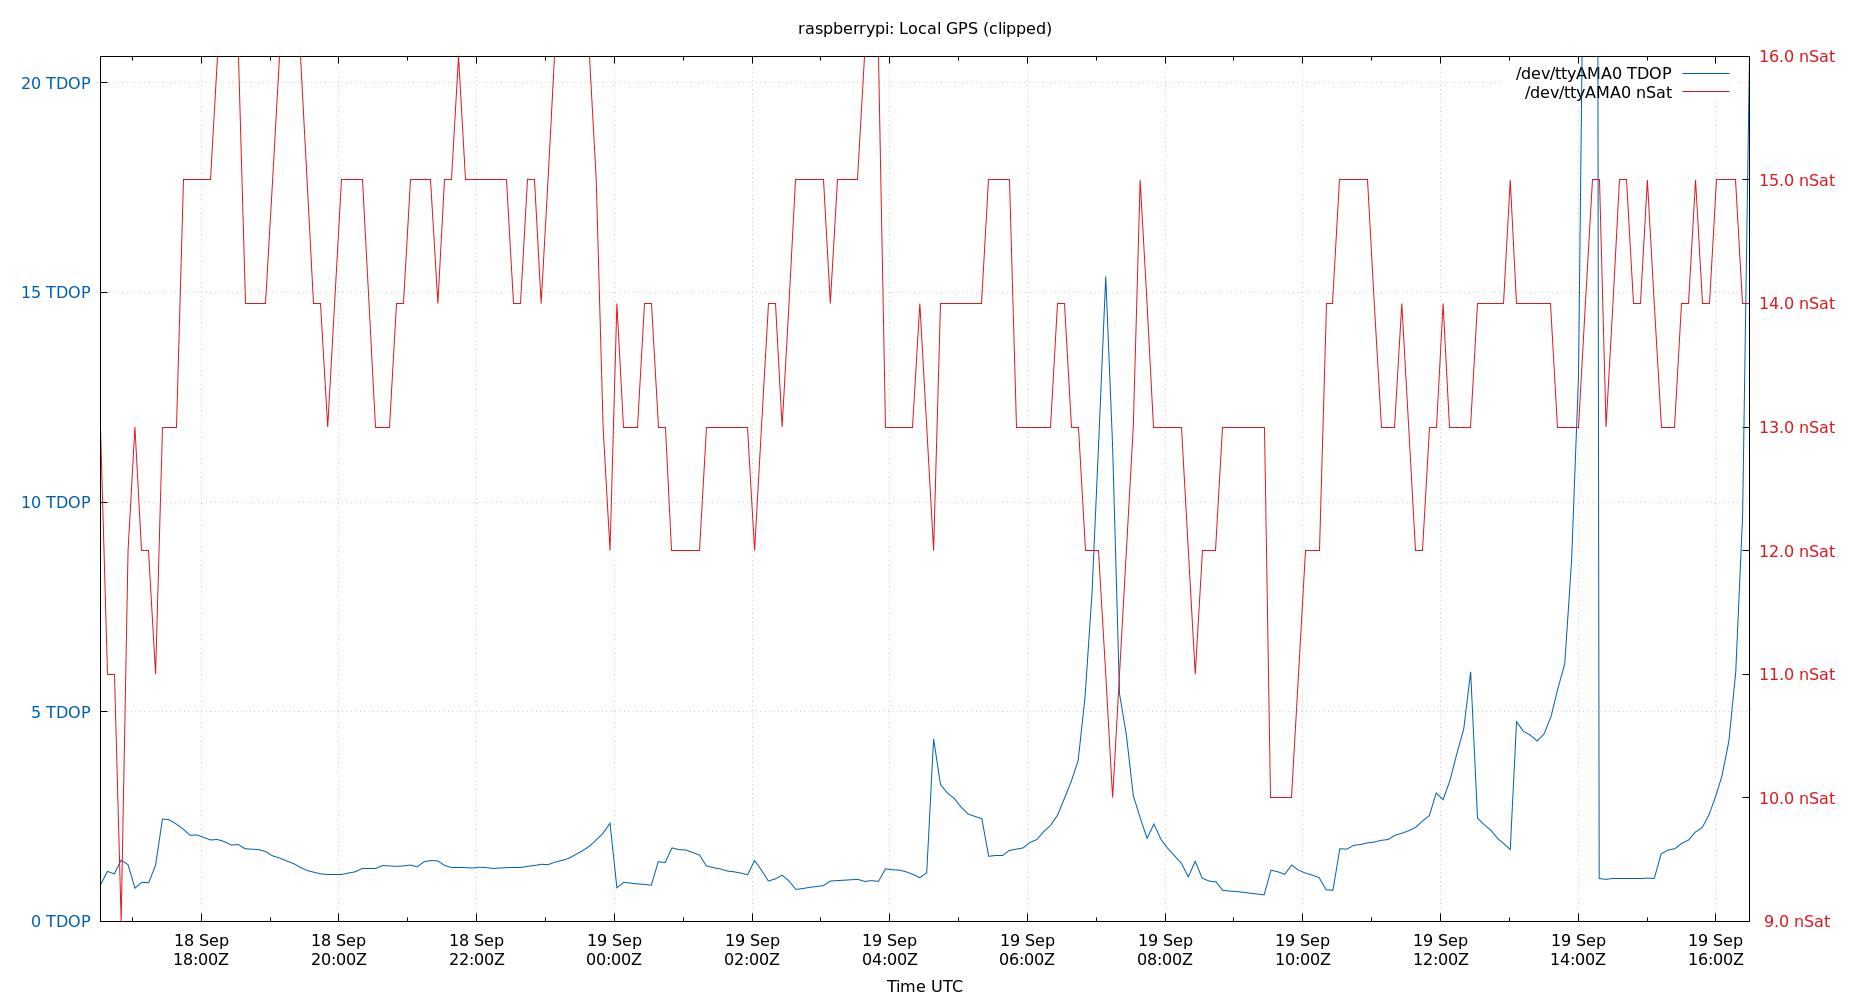 raspberrypi: Local GPS (clipped)
/dev/ttyAMA0 TDOP
/dev/ttyAMA0 nSat
20 TDOP
15 TDOP
10 TDOP
5 TDOP
0 TDOP
16.0 nSat
15.0 nSat
14.0 nSat
13.0 nSat
12.0 nSat
11.0 nSat
10.0 nSat
9.0 nSat
18 Sep 18:00Z
18 Sep 20:00Z
18 Sep 22:00Z
19 Sep 00:00Z
19 Sep 02:00Z
19 Sep 04:00Z
19 Sep 06:00Z
19 Sep 08:00Z
19 Sep 10:00Z
19 Sep 12:00Z
19 Sep 14:00Z
19 Sep 16:00Z
Time UTC